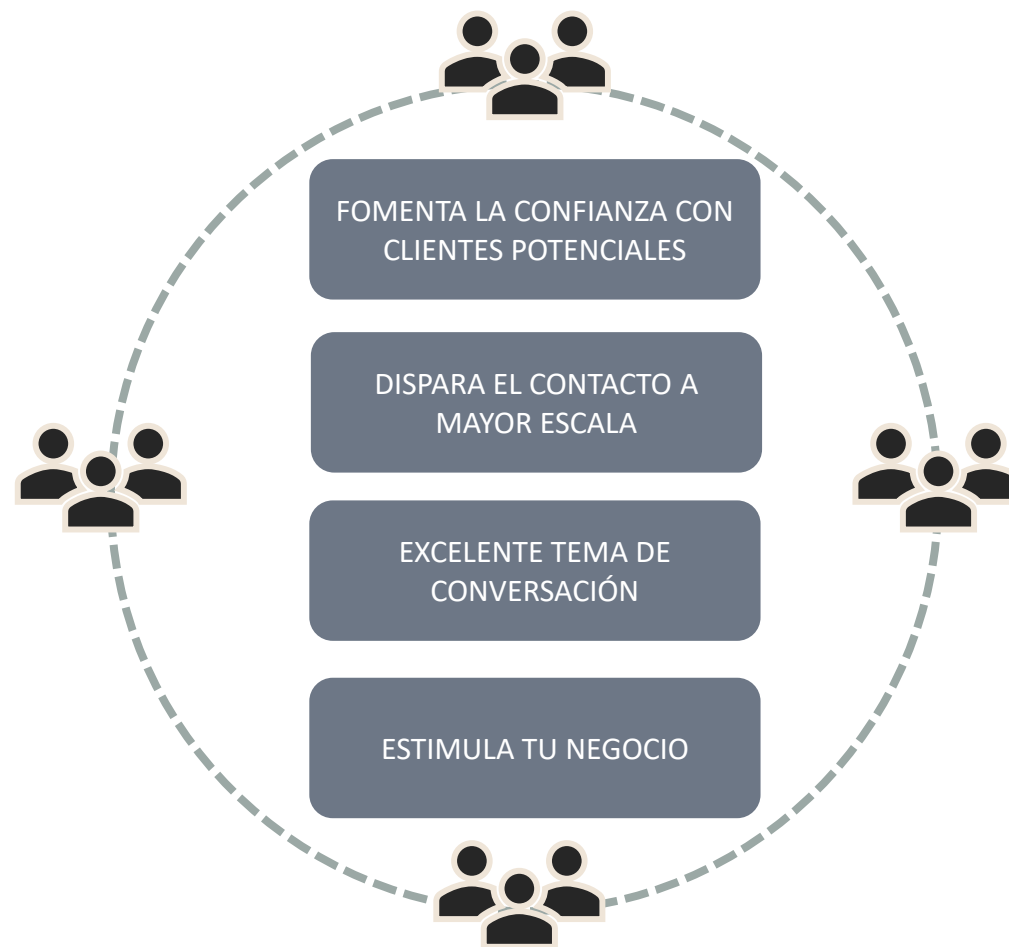 FOMENTA LA CONFIANZA CON
CLIENTES POTENCIALES
DISPARA EL CONTACTO A
MAYOR ESCALA
EXCELENTE TEMA DE
CONVERSACIÓN
ESTIMULA TU NEGOCIO